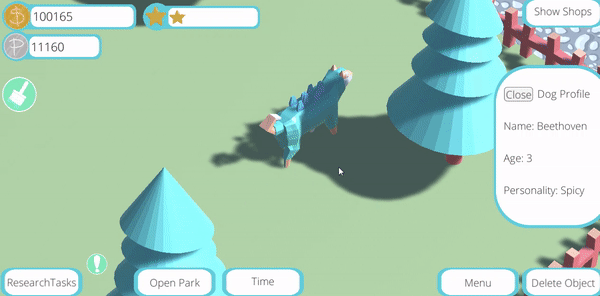 100165
Show Shops
11160
Close Dog Profile
Name: Beethoven
Age: 3
Personality: Spicy
ResearchTasks
Open Park
Time
Menu
Delete Object